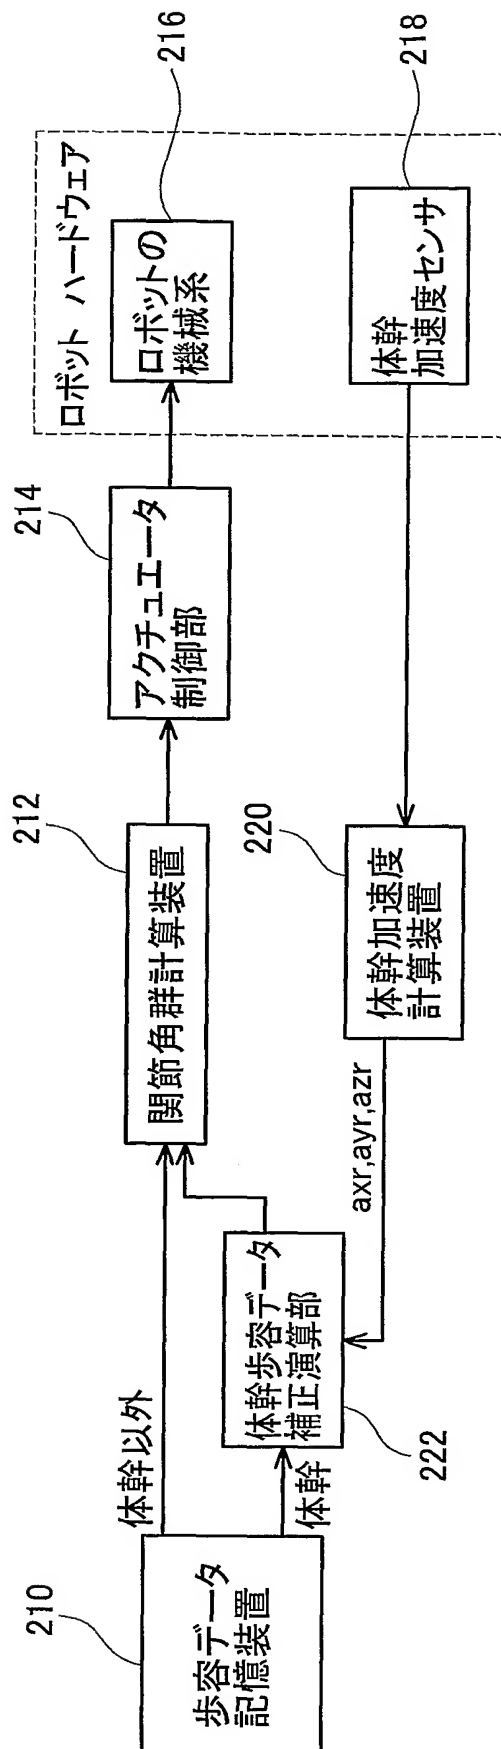 210
歩容データ
記憶装置
体幹以外
体幹
体幹歩容データ
補正演算部
222
212
関節角群計算装置
214
アクチュエータ
制御部
ロボット ハードウェア
ロボットの
機械系
216
体幹
加速度センサ
218
220
体幹加速度
計算装置
axr,ayr,azr